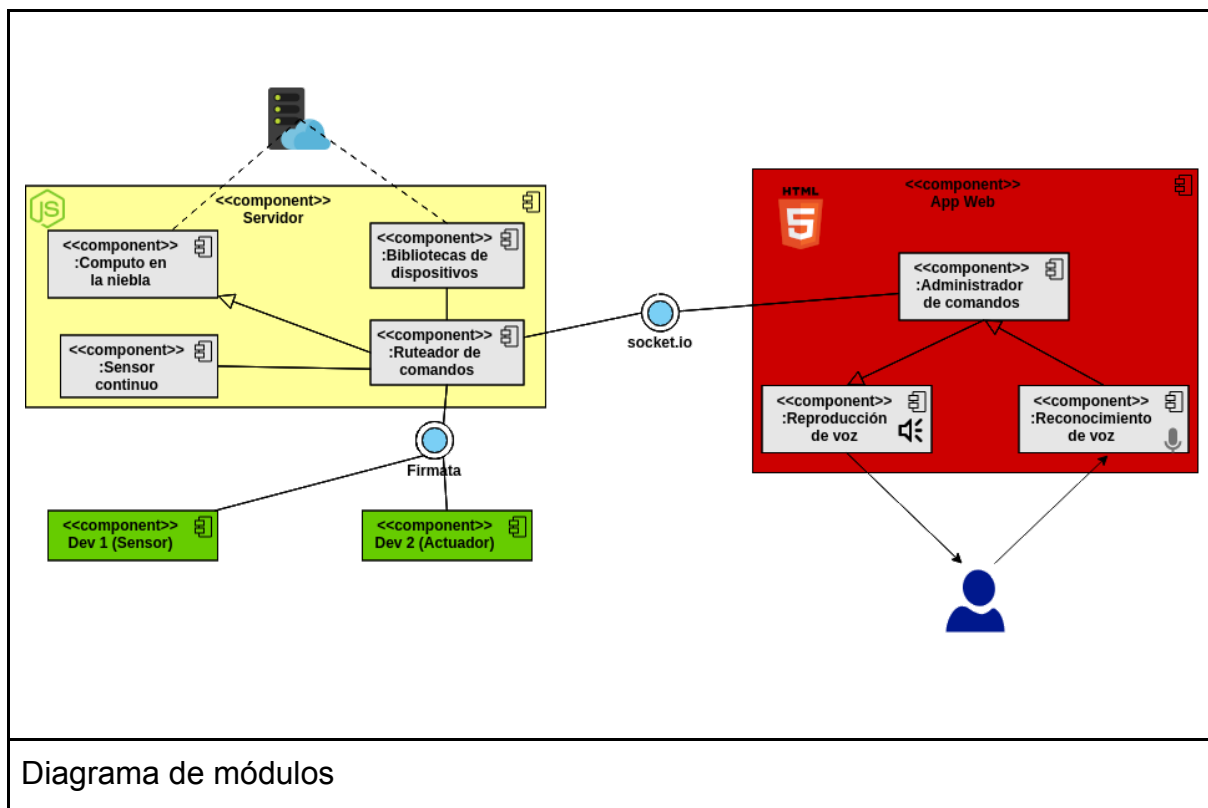 JS
<<component>>
Servidor
<<component>>
:Computo en
la niebla
<<component>>
:Bibliotecas de
dispositivos
<<component>>
:Sensor
continuo
<<component>>
:Ruteador de
comandos
socket.io
Firmata
<<component>>
Dev 1 (Sensor)
<<component>>
Dev 2 (Actuador)
HTML
5
<<component>>
App Web
<<component>>
:Administrador
de comandos
<<component>>
:Reproducción
de voz
<<component>>
:Reconocimiento
de voz
Diagrama de módulos